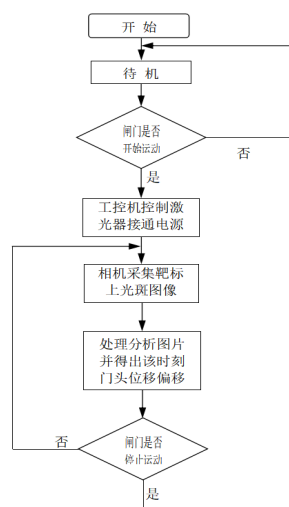 开 始
待 机
闸门是否
开始运动
否
是
工控机控制激
光器接通电源
相机采集靶标
上光斑图像
处理分析图片
并得出该时刻
门头位移偏移
否
闸门是否
停止运动
是